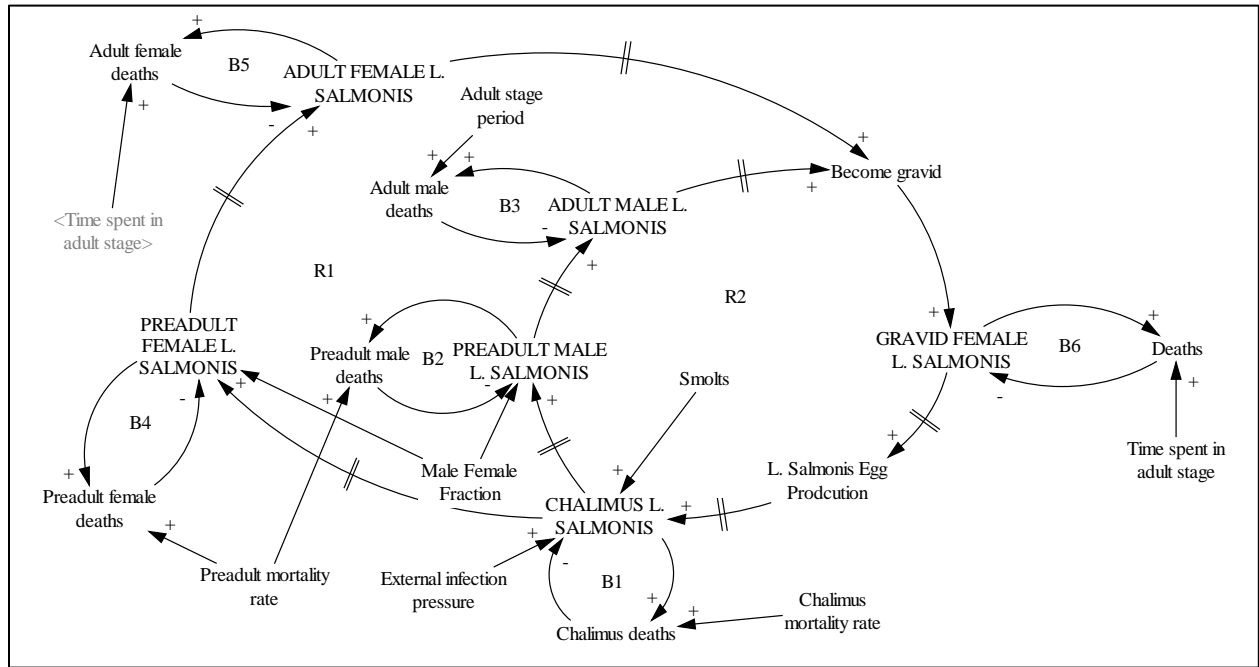 Adult female
deaths
B5
ADULT FEMALE L.
SALMONIS
Adult stage
period
Adult male
deaths
B3
ADULT MALE L.
SALMONIS
Become gravid
<Time spent in
adult stage>
R1
R2
PREADULT
FEMALE L.
SALMONIS
Preadult male
deaths
B2
PREADULT MALE
L. SALMONIS
Smolts
GRAVID FEMALE
L. SALMONIS
B6
Deaths
B4
Preadult female
deaths
Male Female
Fraction
L. Salmonis Egg
Prodcution
Time spent in
adult stage
CHALIMUS L.
SALMONIS
Preadult mortality
rate
External infection
pressure
B1
Chalimus deaths
Chalimus
mortality rate